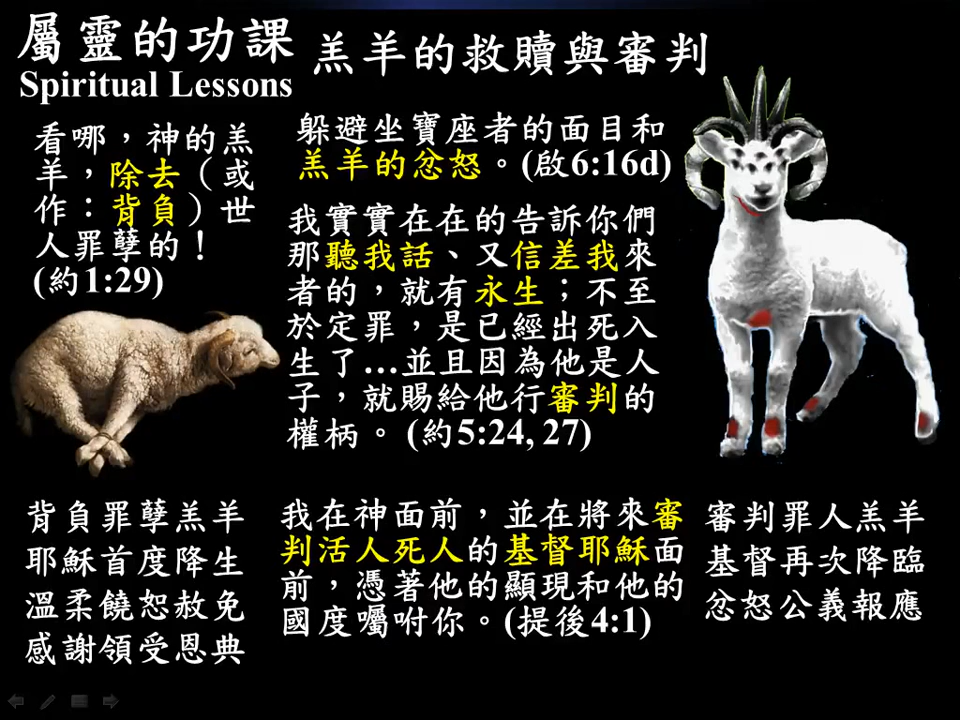 屬靈的功課
Spiritual Lessons
羔羊的救贖與審判
看哪，神的羔
羊，除去（或
作：背負）世
人罪孽的！
(約1:29)
躲避坐寶座者的面目和
羔羊的忿怒。(啟6:16d)
我實實在在的告訴你們
那聽我話、又信差我來
者的，就有永生；不至
於定罪，是已經出死入
生了…並且因為他是人
子，就賜給他行審判的
權柄。 (約5:24, 27)
背負罪孽羔羊
耶穌首度降生
溫柔饒恕赦免
感謝領受恩典
我在神面前，並在將來審
判活人死人的基督耶穌面
前，憑著他的顯現和他的
國度囑咐你。(提後4:1)
審判罪人羔羊
基督再次降臨
忿怒公義報應